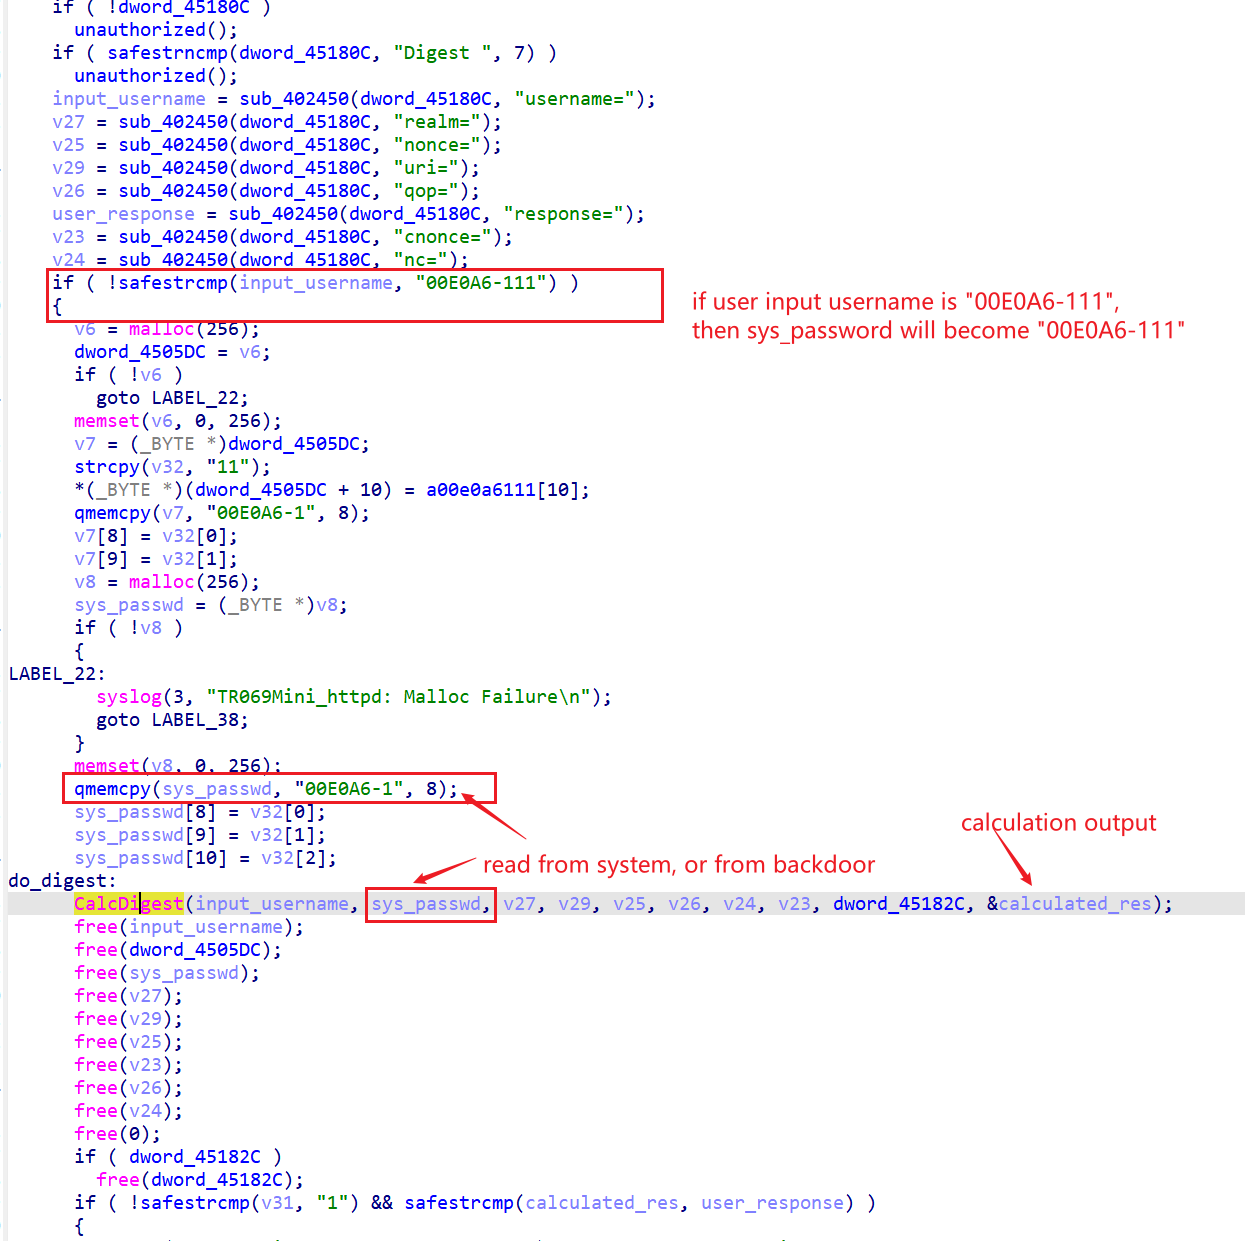 if ( !dword_45180C )
unauthorized();
if ( safestrncmp(dword_45180C, "Digest ", 7) )
unauthorized();
input_username = sub_402450(dword_45180C, "username=");
v27 = sub_402450(dword_45180C, "realm=");
v25 = sub_402450(dword_45180C, "nonce=");
v29 = sub_402450(dword_45180C, "uri=");
v26 = sub_402450(dword_45180C, "qop=");
user_response = sub_402450(dword_45180C, "response=");
v23 = sub_402450(dword_45180C, "cnonce=");
v24 = sub_402450(dword_45180C, "nc=");
if ( !safestrcmp(input_username, "00E0A6-111") )
{
if user input username is "00E0A6-111",
then sys_password will become "00E0A6-111"
v6 = malloc(256);
dword_4505DC = v6;
if ( !v6 )
goto LABEL_22;
memset(v6, 0, 256);
v7 = (_BYTE *)dword_4505DC;
strcpy(v32, "11");
*(_BYTE *)(dword_4505DC + 10) = a00e0a6111[10];
qmemcpy(v7, "00E0A6-1", 8);
v7[8] = v32[0];
v7[9] = v32[1];
v8 = malloc(256);
sys_passwd = (_BYTE *)v8;
if ( !v8 )
{
LABEL_22:
syslog(3, "TR069Mini_httpd: Malloc Failure\n");
goto LABEL_38;
}
memset(v8, 0, 256);
qmemcpy(sys_passwd, "00E0A6-1", 8);
sys_passwd[8] = v32[0];
sys_passwd[9] = v32[1];
sys_passwd[10] = v32[2];
calculation output
read from system, or from backdoor
do_digest:
CalcDigest(input_username, sys_passwd, v27, v29, v25, v26, v24, v23, dword_45182C, &calculated_res);
free(input_username);
free(dword_4505DC);
free(sys_passwd);
free(v27);
free(v29);
free(v25);
free(v23);
free(v26);
free(v24);
free(0);
if ( dword_45182C )
free(dword_45182C);
if ( !safestrcmp(v31, "1") && safestrcmp(calculated_res, user_response) )
{